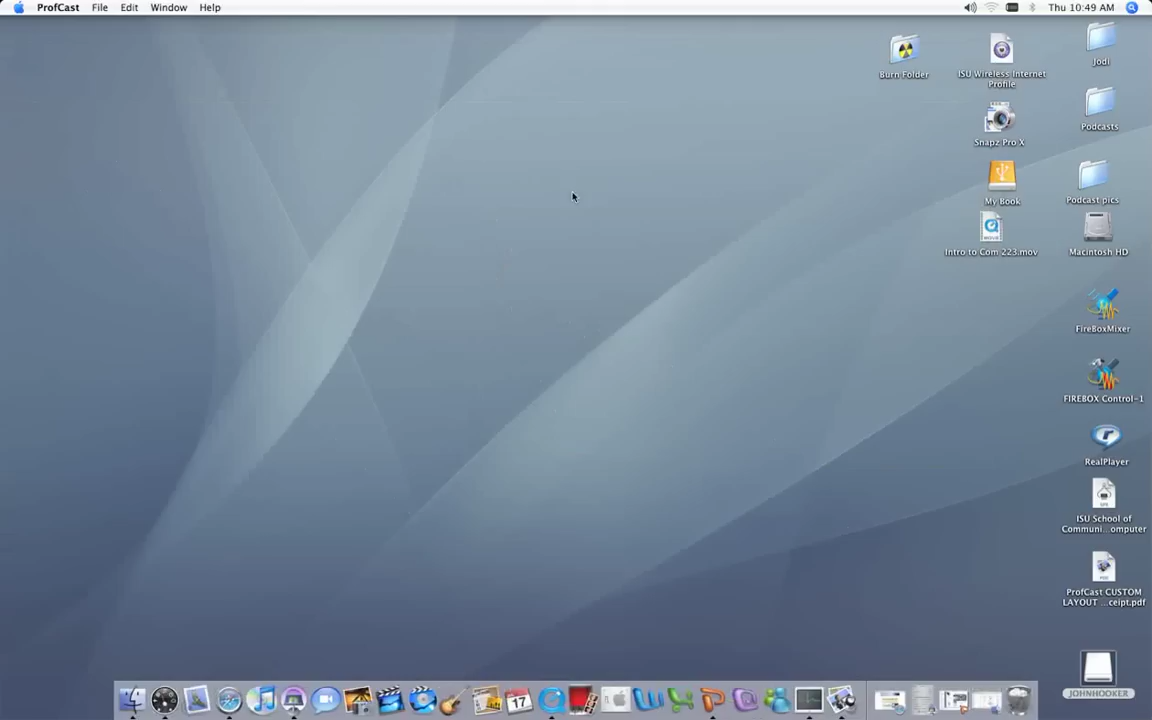 ProfCast File Edit Window Help
Thu 10:49 AM
Burn Folder
ISU Wireless Internet
Profile
Jodi
Snapz Pro X
Podcasts
My Book
Podcast pics
Intro to Com 223.mov
Macintosh HD
FireBoxMixer
FIREBOX Control-1
RealPlayer
ISU School of
Communi...omputer
ProfCast CUSTOM
LAYOUT ...ceipt.pdf
17
JOHNHOOKER